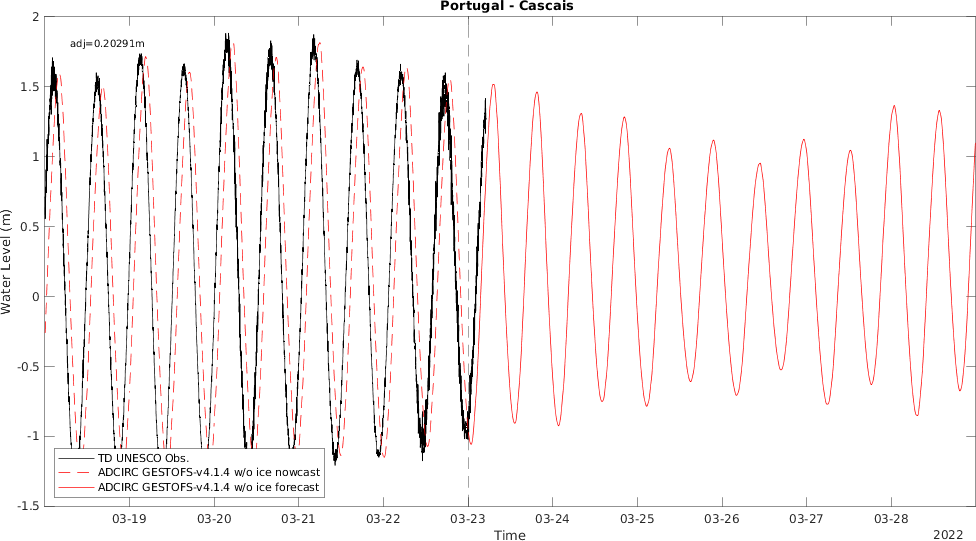 Portugal - Cascais
adj=0.20291m
2
1.5
1
0.5
0
-0.5
-1
-1.5
Water Level (m)
TD UNESCO Obs.
ADCIRC GESTOFS-v4.1.4 w/o ice nowcast
ADCIRC GESTOFS-v4.1.4 w/o ice forecast
03-19 03-20 03-21 03-22 03-23 03-24 03-25 03-26 03-27 03-28
Time
2022